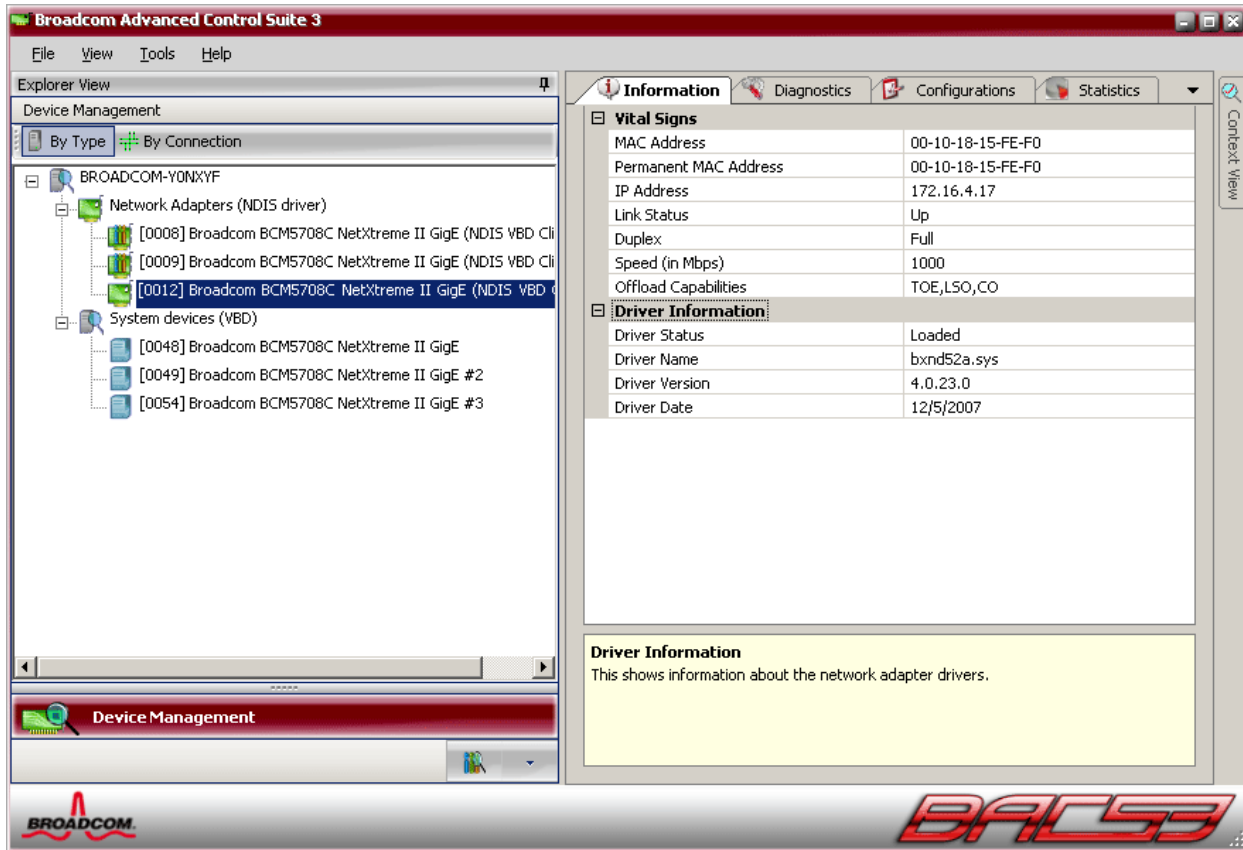 Broadcom Advanced Control Suite 3
File View Tools Help
Explorer View
Device Management
By Type By Connection
BROADCOM-Y0NXYF
Network Adapters (NDIS driver)
[0008] Broadcom BCM5708C NetXtreme II GigE (NDIS VBD Cli
[0009] Broadcom BCM5708C NetXtreme II GigE (NDIS VBD Cli
[0012] Broadcom BCM5708C NetXtreme II GigE (NDIS VBD
System devices (VBD)
[0048] Broadcom BCM5708C NetXtreme II GigE
[0049] Broadcom BCM5708C NetXtreme II GigE #2
[0054] Broadcom BCM5708C NetXtreme II GigE #3
Device Management
Information Diagnostics Configurations Statistics
Vital Signs
MAC Address 00-10-18-15-FE-F0
Permanent MAC Address 00-10-18-15-FE-F0
IP Address 172.16.4.17
Link Status Up
Duplex Full
Speed (in Mbps) 1000
Offload Capabilities TOE,LSO,CO
Driver Information
Driver Status Loaded
Driver Name bxnd52a.sys
Driver Version 4.0.23.0
Driver Date 12/5/2007
Driver Information
This shows information about the network adapter drivers.
Context View
BROADCOM.
BACS3